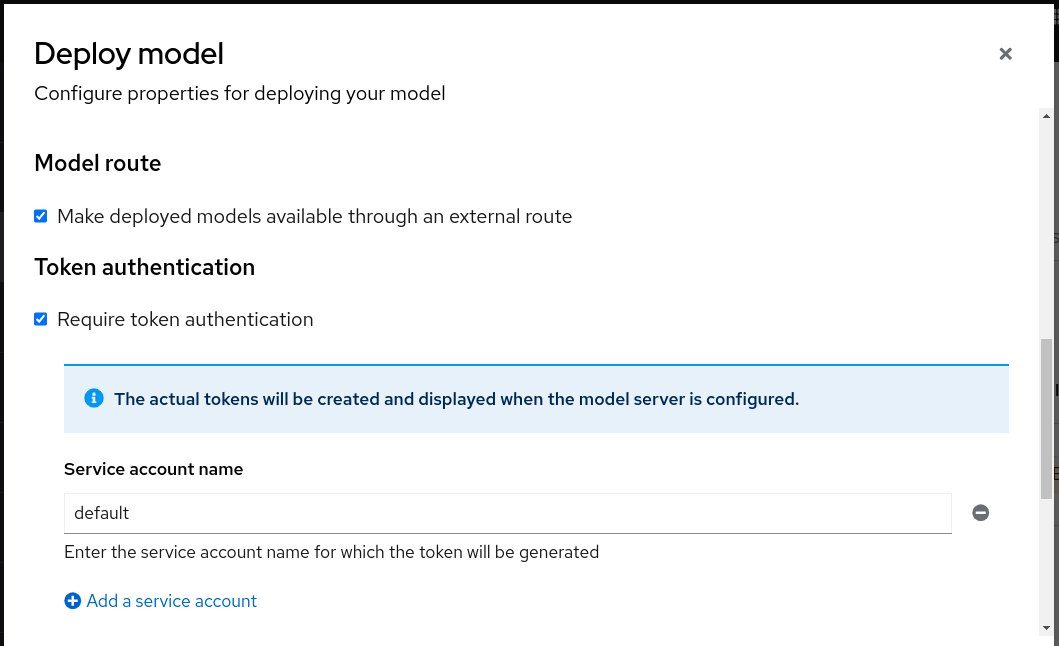 Deploy model
Configure properties for deploying your model
Model route
Make deployed models available through an external route
Token authentication
Require token authentication
The actual tokens will be created and displayed when the model server is configured.
Service account name
default
Enter the service account name for which the token will be generated
Add a service account